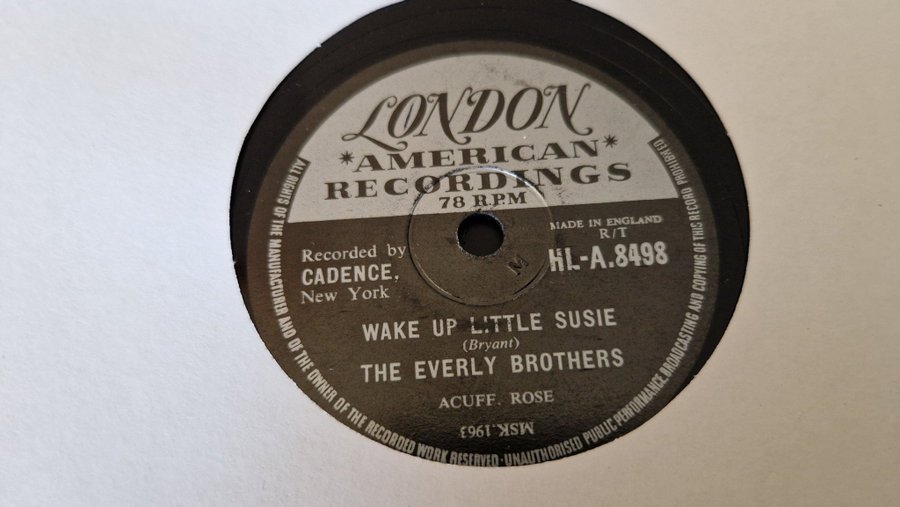 LONDON
*AMERICAN*
RECORDINGS
78 RPM
MADE IN ENGLAND
R/T
HL-A.8498
Recorded by
CADENCE,
New York
M
WAKE UP LITTLE SUSIE
(Bryant)
THE EVERLY BROTHERS
ACUFF. ROSE
MSK.1963
ALL RIGHTS OF THE MANUFACTURER AND OF THE OWNER OF THE RECORDED WORK RESERVED·UNAUTHORISED PUBLIC PERFORMANCE, BROADCASTING AND COPYING OF THIS RECORD PROHIBITED